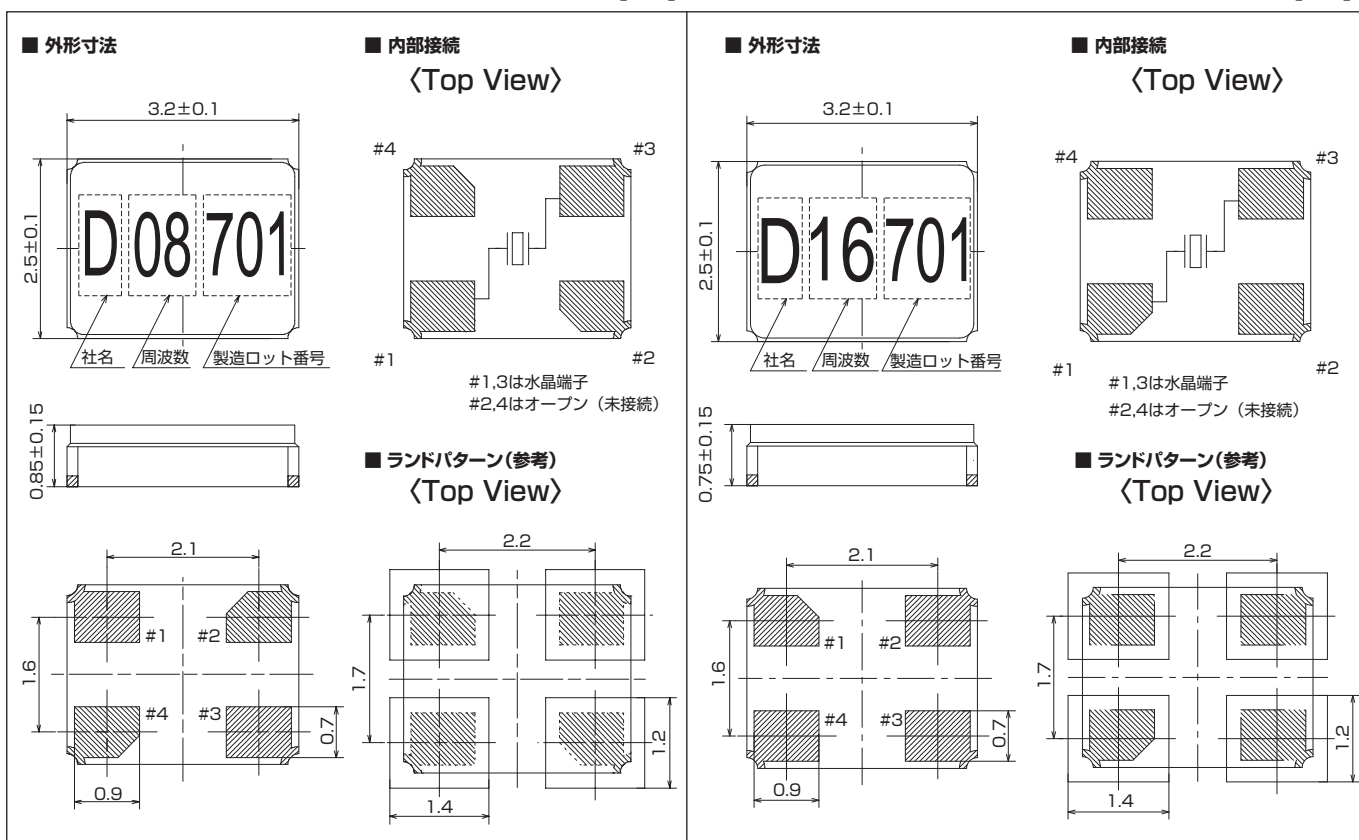 ■ 外形寸法
■ 内部接続
〈Top View〉
3.2±0.1
2.5±0.1
D 08 701
社名
周波数
製造ロット番号
#4
#3
#1
#2
#1,3は水晶端子
#2,4はオープン（未接続）
0.85±0.15
■ ランドパターン（参考）
〈Top View〉
2.1
1.6
#1
#2
#4
#3
0.7
0.9
2.2
1.7
1.2
1.4
■ 外形寸法
■ 内部接続
〈Top View〉
3.2±0.1
2.5±0.1
D 16 701
社名
周波数
製造ロット番号
#4
#3
#1
#2
#1,3は水晶端子
#2,4はオープン（未接続）
0.75±0.15
■ ランドパターン（参考）
〈Top View〉
2.1
1.6
#1
#2
#4
#3
0.7
0.9
2.2
1.7
1.2
1.4